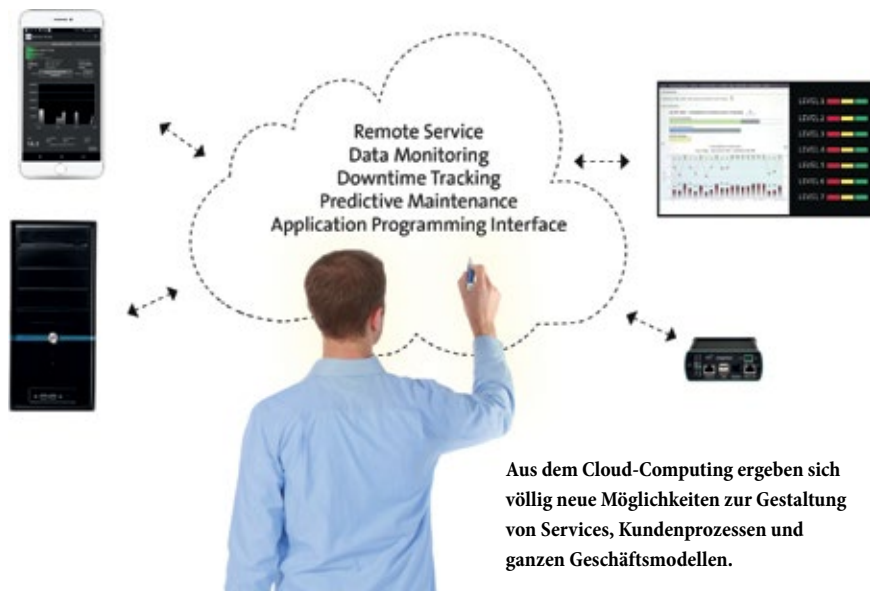 Remote Service
Data Monitoring
Downtime Tracking
Predictive Maintenance
Application Programming Interface
LEVEL 1
LEVEL 2
LEVEL 3
LEVEL 4
LEVEL 5
LEVEL 6
LEVEL 7
Aus dem Cloud-Computing ergeben sich
völlig neue Möglichkeiten zur Gestaltung
von Services, Kundenprozessen und
ganzen Geschäftsmodellen.